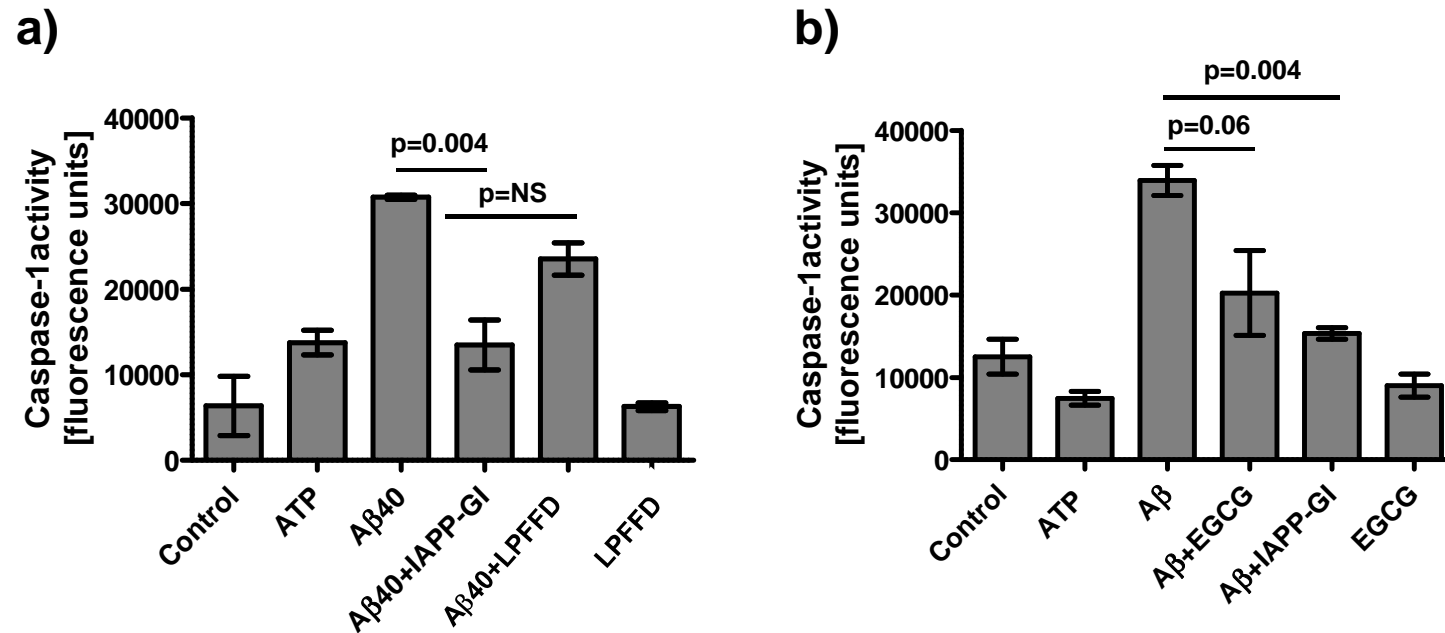 a)
Caspase-1activity
[fluorescence units]
40000
30000
20000
10000
0
p=0.004
p=NS
Control
ATP
Aβ40
Aβ40+IAPP-GI
Aβ40+LPFFD
LPFFD
b)
Caspase-1activity
[fluorescence units]
40000
30000
20000
10000
0
p=0.004
p=0.06
Control
ATP
Aβ
Aβ+EGCG
Aβ+IAPP-GI
EGCG